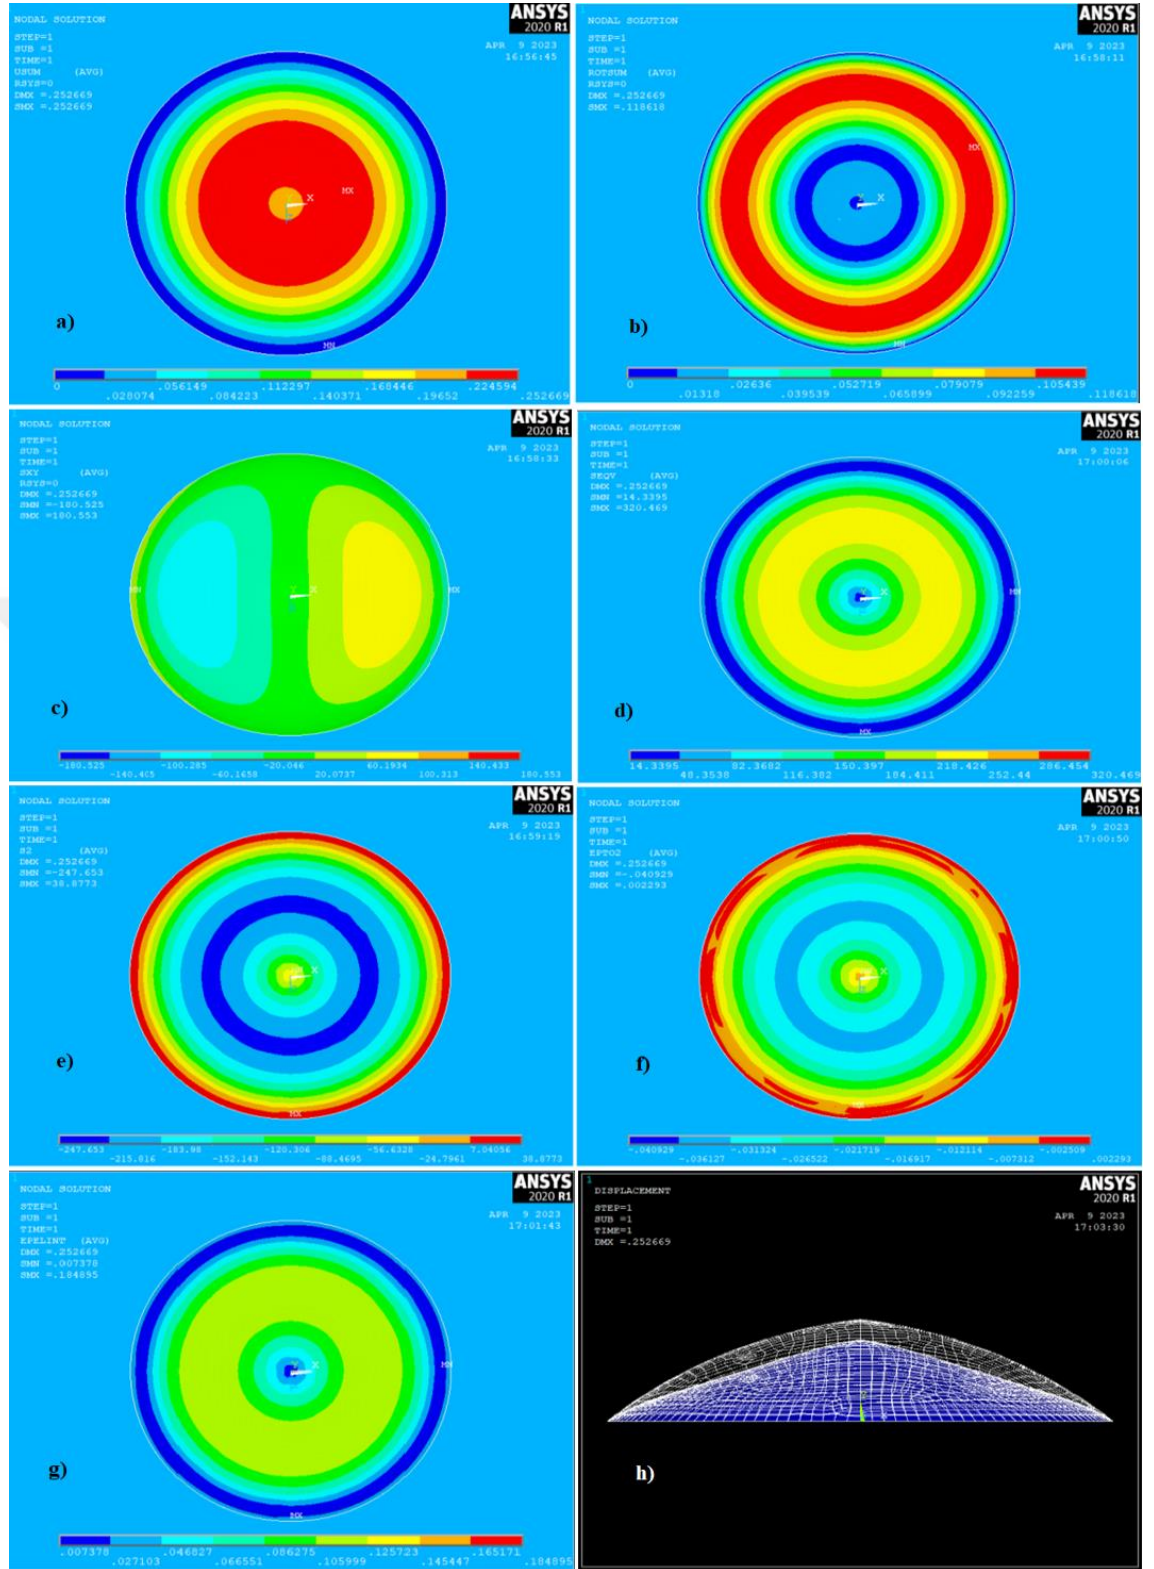 NODAL SOLUTION
STEP=1
SUB =1
TIME=1
USUM (AVG)
RSYS=0
DMX =.252669
SMX =.252669
ANSYS
2020 R1
APR 9 2023
16:56:45
MX
Y
X
Z
MN
a)
0 .056149 .112297 .168446 .224594
.028074 .084223 .140371 .19652 .252669
1
NODAL SOLUTION
STEP=1
SUB =1
TIME=1
ROTSUM (AVG)
RSYS=0
DMX =.252669
SMX =.118618
ANSYS
2020 R1
APR 9 2023
16:58:11
MX
X
MN
b)
0 .02636 .052719 .079079 .105439
.01318 .039539 .065899 .092259 .118618
NODAL SOLUTION
STEP=1
SUB =1
TIME=1
SXY (AVG)
RSYS=0
DMX =.252669
SMN =-180.525
SMX =180.553
ANSYS
2020 R1
APR 9 2023
16:58:33
MN
Y
X
MX
c)
-180.525 -100.285 -20.046 60.1934 140.433
-140.405 -60.1658 20.0737 100.313 180.553
NODAL SOLUTION
STEP=1
SUB =1
TIME=1
SEQV (AVG)
DMX =.252669
SMN =14.3395
SMX =320.469
ANSYS
2020 R1
APR 9 2023
17:00:06
X
MN
MX
d)
14.3395 82.3682 150.397 218.426 286.454
48.3538 116.382 184.411 252.44 320.469
1
NODAL SOLUTION
STEP=1
SUB =1
TIME=1
S2 (AVG)
DMX =.252669
SMN =-247.653
SMX =38.8773
ANSYS
2020 R1
APR 9 2023
16:59:19
X
MX
e)
-247.653 -183.98 -120.306 -56.6328 7.04056
-215.816 -152.143 -88.4695 -24.7961 38.8773
1
NODAL SOLUTION
STEP=1
SUB =1
TIME=1
EPTO2 (AVG)
DMX =.252669
SMN =-.040929
SMX =.002293
ANSYS
2020 R1
APR 9 2023
17:00:50
X
MX
f)
-.040929 -.031324 -.021719 -.012114 -.002509
-.036127 -.026522 -.016917 -.007312 .002293
1
NODAL SOLUTION
STEP=1
SUB =1
TIME=1
EPELINT (AVG)
DMX =.252669
SMN =.007378
SMX =.184895
ANSYS
2020 R1
APR 9 2023
17:01:43
X
MN
MX
g)
.007378 .046827 .086275 .125723 .165171
.027103 .066551 .105999 .145447 .184895
1
DISPLACEMENT
STEP=1
SUB =1
TIME=1
DMX =.252669
ANSYS
2020 R1
APR 9 2023
17:03:30
h)